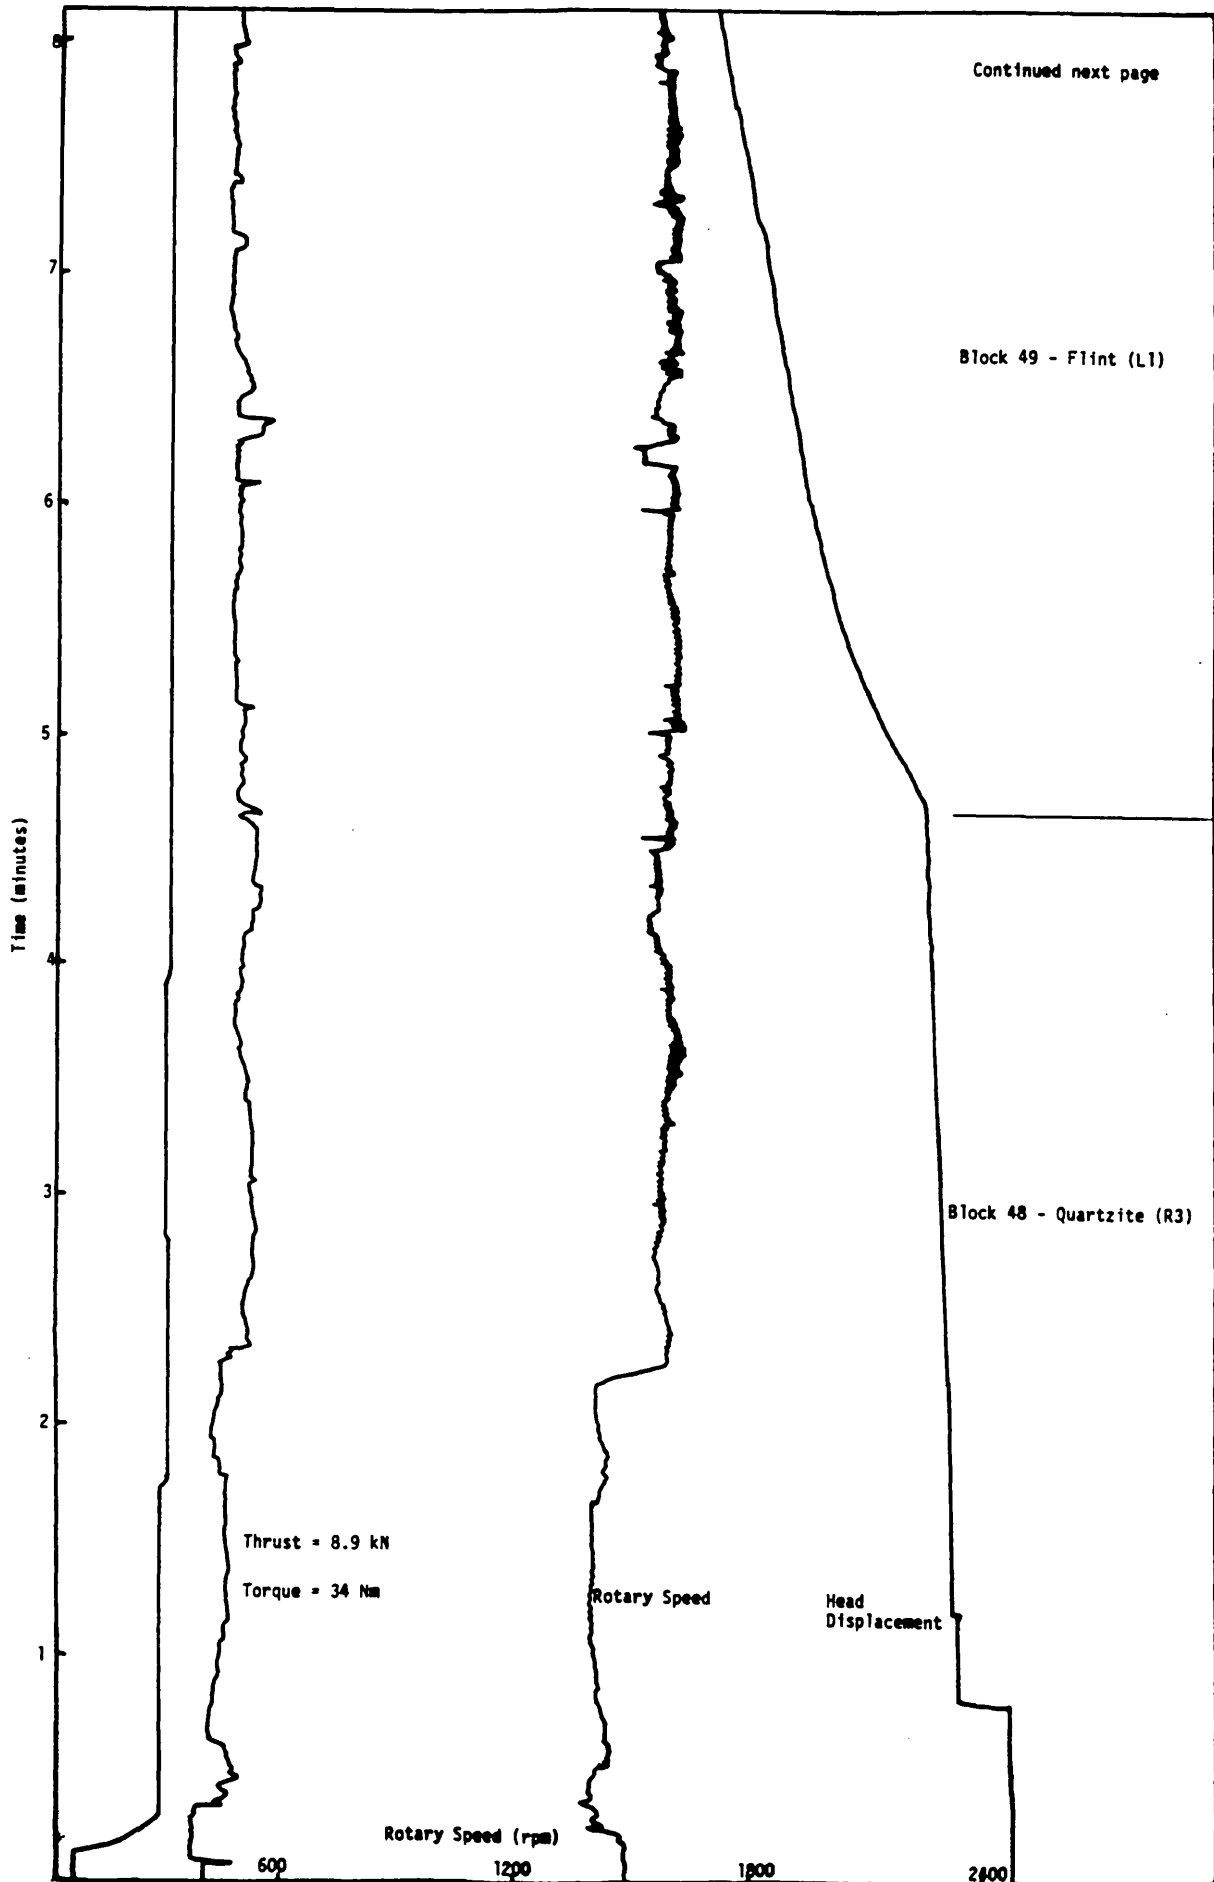 8
Continued next page
7
Block 49 - Flint (L1)
6
5
Time (minutes)
4
3
Block 48 - Quartzite (R3)
2
Thrust = 8.9 kN
Torque = 34 Nm
Rotary Speed
Head
Displacement
1
Rotary Speed (rpm)
600
1200
1800
2400